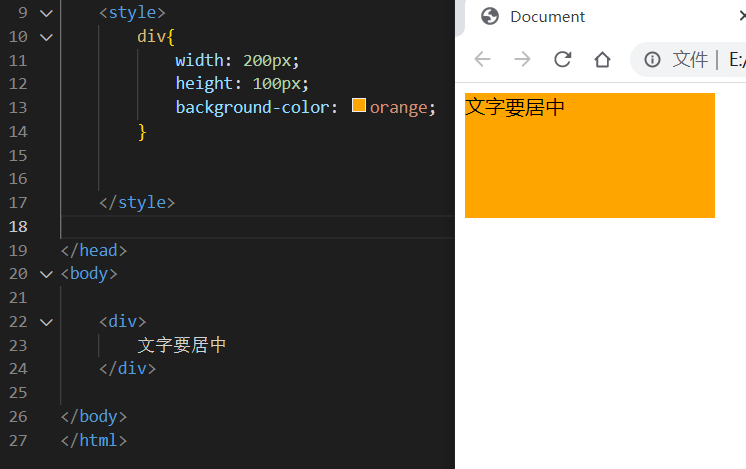 9 <style>
10 div{
11 width: 200px;
12 height: 100px;
13 background-color: orange;
14 }
15
16
17 </style>
18
19 </head>
20 <body>
21
22 <div>
23 文字要居中
24 </div>
25
26 </body>
27 </html>
Document
文件 | E:/
文字要居中